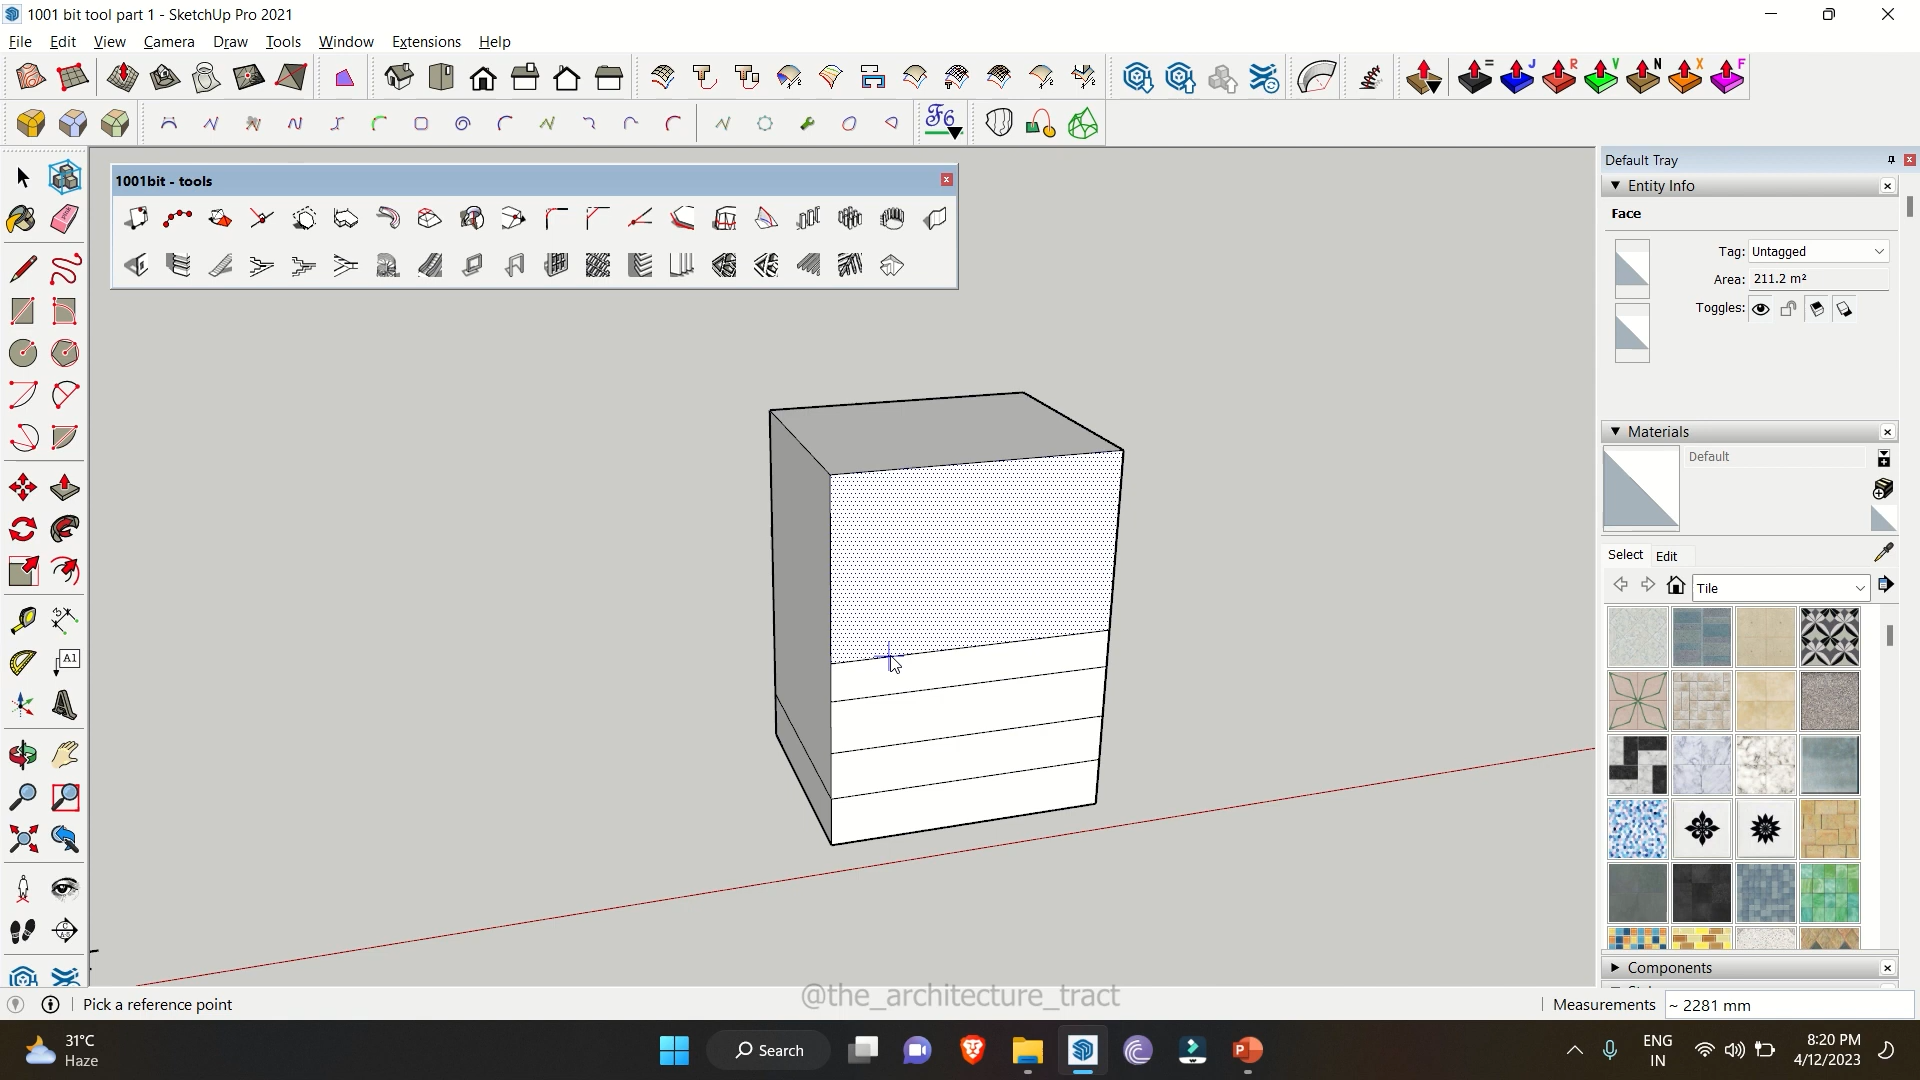 1001 bit tool part 1 - SketchUp Pro 2021
File Edit View Camera Draw Tools Window Extensions Help
= J R V N X F
F6
1001bit - tools
Default Tray
Entity Info
Face
Tag: Untagged
Area: 211.2 m²
Toggles:
Materials
Default
Select Edit
Tile
A1
Components
Pick a reference point
@the_architecture_tract
Measurements ~ 2281 mm
31°C
Haze
Search
ENG
IN
8:20 PM
4/12/2023